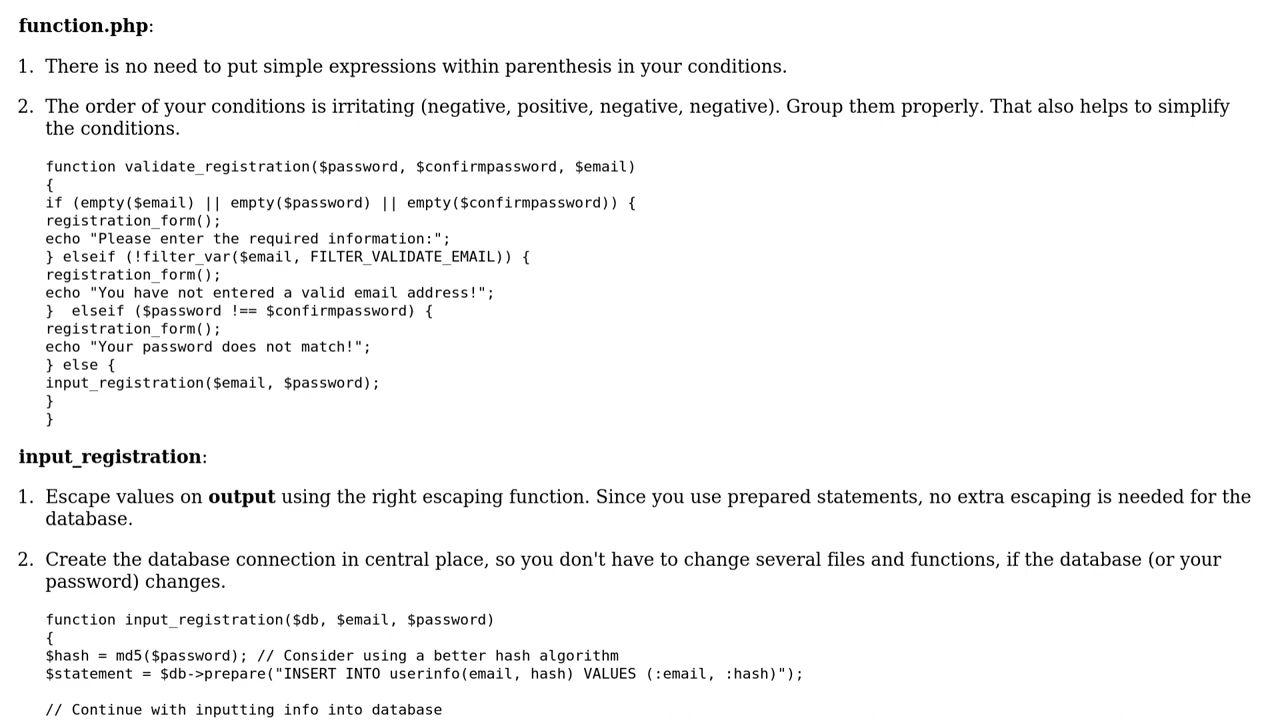 function.php:
1. There is no need to put simple expressions within parenthesis in your conditions.
2. The order of your conditions is irritating (negative, positive, negative, negative). Group them properly. That also helps to simplify
the conditions.
function validate_registration($password, $confirmpassword, $email)
{
if (empty($email) || empty($password) || empty($confirmpassword)) {
registration_form();
echo "Please enter the required information:";
} elseif (!filter_var($email, FILTER_VALIDATE_EMAIL)) {
registration_form();
echo "You have not entered a valid email address!";
}  elseif ($password !== $confirmpassword) {
registration_form();
echo "Your password does not match!";
} else {
input_registration($email, $password);
}
}
input_registration:
1. Escape values on output using the right escaping function. Since you use prepared statements, no extra escaping is needed for the
database.
2. Create the database connection in central place, so you don't have to change several files and functions, if the database (or your
password) changes.
function input_registration($db, $email, $password)
{
$hash = md5($password); // Consider using a better hash algorithm
$statement = $db->prepare("INSERT INTO userinfo(email, hash) VALUES (:email, :hash)");
// Continue with inputting info into database